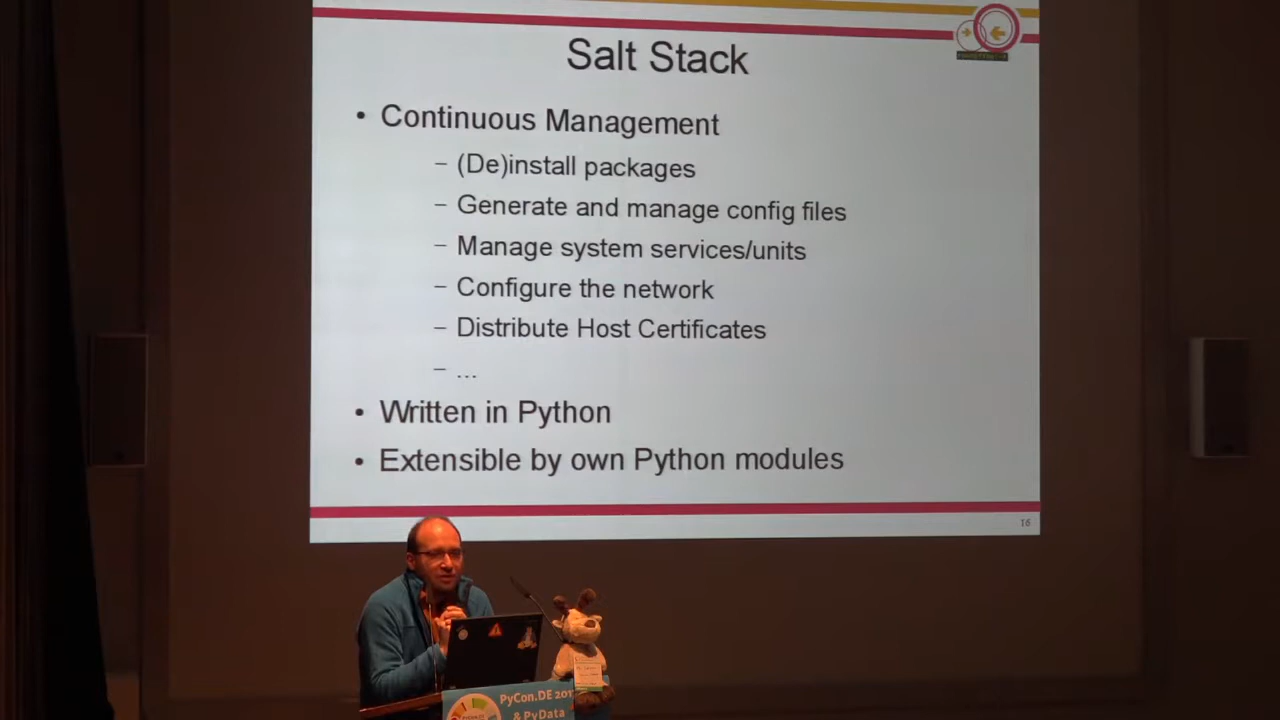 Salt Stack
• Continuous Management
– (De)install packages
– Generate and manage config files
– Manage system services/units
– Configure the network
– Distribute Host Certificates
– ...
• Written in Python
• Extensible by own Python modules
16
PyCon.DE 201
& PyData